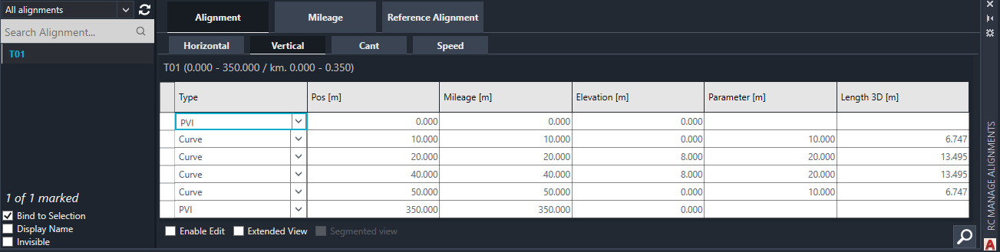 All alignments
Search Alignment...
T01
1 of 1 marked
Bind to Selection
Display Name
Invisible
Alignment Mileage Reference Alignment
Horizontal Vertical Cant Speed
T01 (0.000 - 350.000 / km. 0.000 - 0.350)
Type Pos [m] Mileage [m] Elevation [m] Parameter [m] Length 3D [m]
PVI 0.000 0.000 0.000
Curve 10.000 10.000 0.000 10.000 6.747
Curve 20.000 20.000 8.000 20.000 13.495
Curve 40.000 40.000 8.000 20.000 13.495
Curve 50.000 50.000 0.000 10.000 6.747
PVI 350.000 350.000 0.000
Enable Edit Extended View Segmented view
RC MANAGE ALIGNMENTS
A